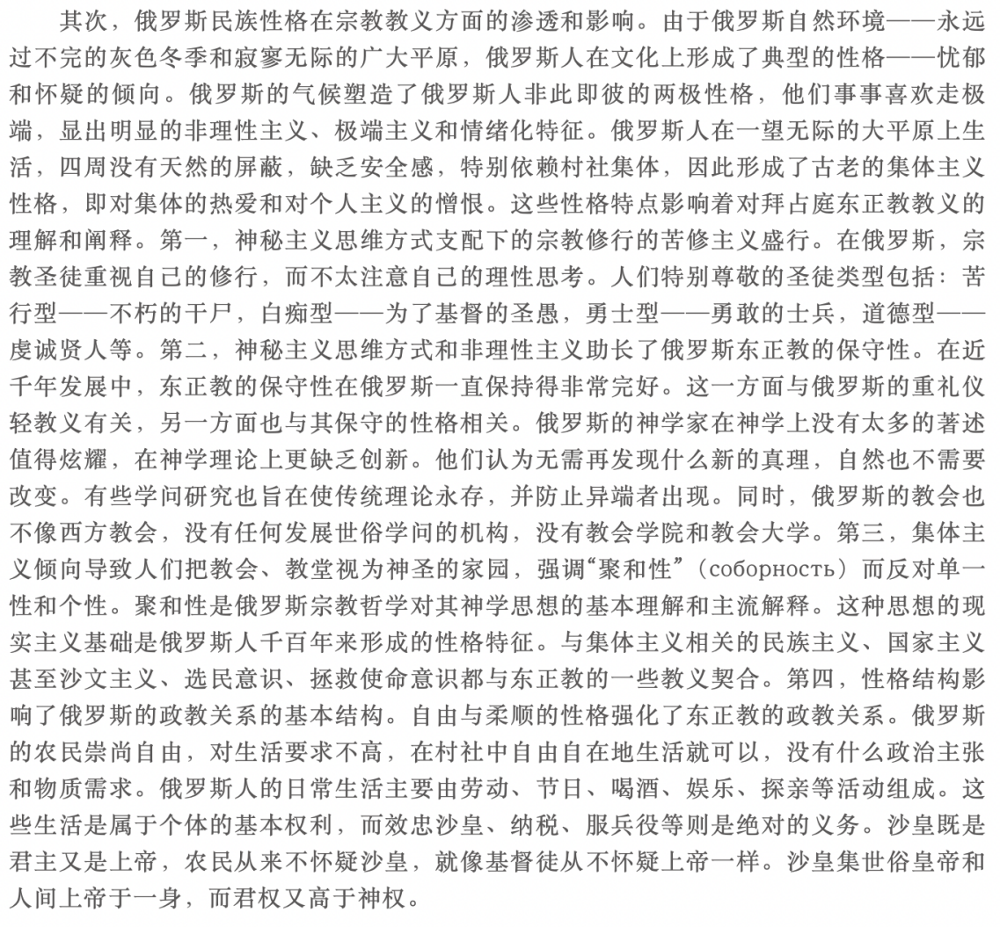 其次，俄罗斯民族性格在宗教教义方面的渗透和影响。由于俄罗斯自然环境——永远
过不完的灰色冬季和寂寥无际的广大平原，俄罗斯人在文化上形成了典型的性格——忧郁
和怀疑的倾向。俄罗斯的气候塑造了俄罗斯人非此即彼的两极性格，他们事事喜欢走极
端，显出明显的非理性主义、极端主义和情绪化特征。俄罗斯人在一望无际的大平原上生
活，四周没有天然的屏蔽，缺乏安全感，特别依赖村社集体，因此形成了古老的集体主义
性格，即对集体的热爱和对个人主义的憎恨。这些性格特点影响着对拜占庭东正教教义的
理解和阐释。第一，神秘主义思维方式支配下的宗教修行的苦修主义盛行。在俄罗斯，宗
教圣徒重视自己的修行，而不太注意自己的理性思考。人们特别尊敬的圣徒类型包括：苦
行型——不朽的干尸，白痴型——为了基督的圣愚，勇士型——勇敢的士兵，道德型——
虔诚贤人等。第二，神秘主义思维方式和非理性主义助长了俄罗斯东正教的保守性。在近
千年发展中，东正教的保守性在俄罗斯一直保持得非常完好。这一方面与俄罗斯的重礼仪
轻教义有关，另一方面也与其保守的性格相关。俄罗斯的神学家在神学上没有太多的著述
值得炫耀，在神学理论上更缺乏创新。他们认为无需再发现什么新的真理，自然也不需要
改变。有些学问研究也旨在使传统理论永存，并防止异端者出现。同时，俄罗斯的教会也
不像西方教会，没有任何发展世俗学问的机构，没有教会学院和教会大学。第三，集体主
义倾向导致人们把教会、教堂视为神圣的家园，强调“聚和性”（соборность）而反对单一
性和个性。聚和性是俄罗斯宗教哲学对其神学思想的基本理解和主流解释。这种思想的现
实主义基础是俄罗斯人千百年来形成的性格特征。与集体主义相关的民族主义、国家主义
甚至沙文主义、选民意识、拯救使命意识都与东正教的一些教义契合。第四，性格结构影
响了俄罗斯的政教关系的基本结构。自由与柔顺的性格强化了东正教的政教关系。俄罗斯
的农民崇尚自由，对生活要求不高，在村社中自由自在地生活就可以，没有什么政治主张
和物质需求。俄罗斯人的日常生活主要由劳动、节日、喝酒、娱乐、探亲等活动组成。这
些生活是属于个体的基本权利，而效忠沙皇、纳税、服兵役等则是绝对的义务。沙皇既是
君主又是上帝，农民从来不怀疑沙皇，就像基督徒从不怀疑上帝一样。沙皇集世俗皇帝和
人间上帝于一身，而君权又高于神权。